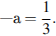 −a = 1/3.